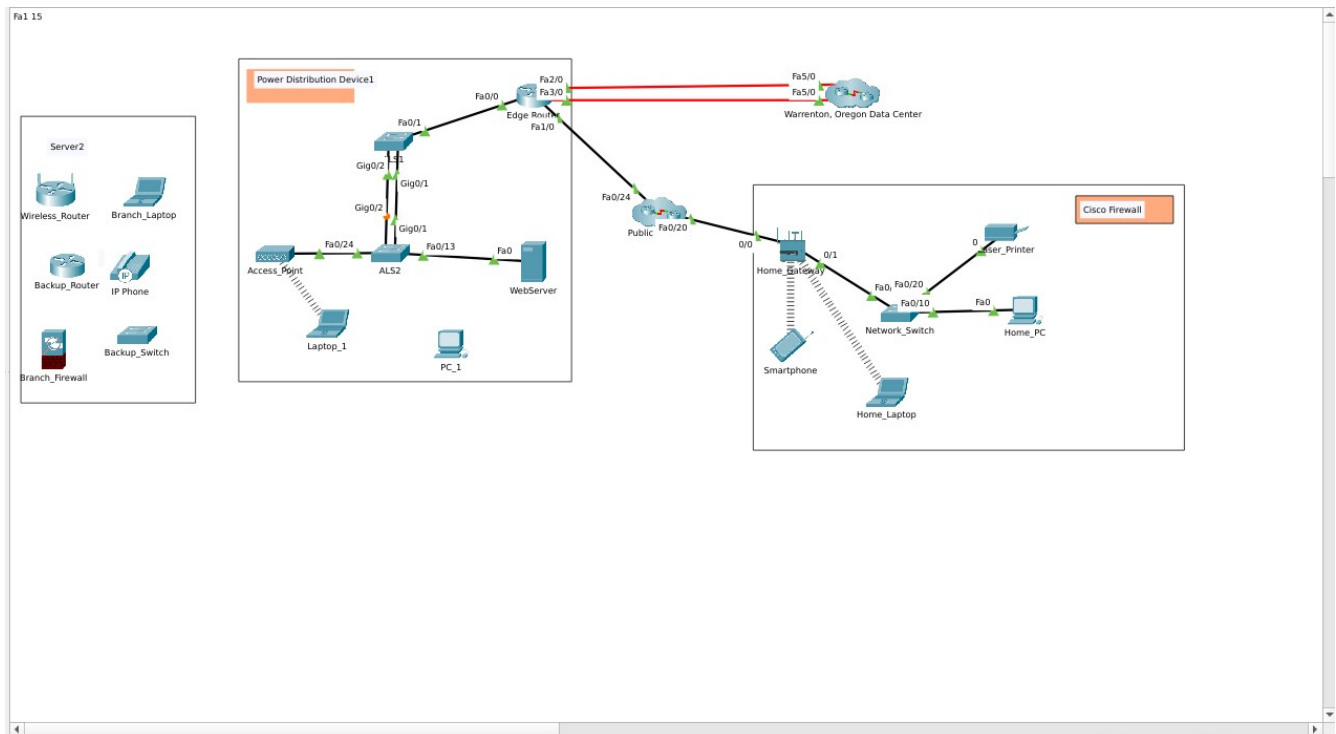 Fa1 15
Server2
Wireless_Router
Branch_Laptop
Backup_Router
IP
IP Phone
Branch_Firewall
Backup_Switch
Power Distribution Device1
Fa0/0
Fa2/0
Fa3/0
Edge Router
Fa1/0
Fa0/1
Gig0/2
Gig0/1
Gig0/2
Gig0/1
Access_Point
Fa0/24
ALS2
Fa0/13
Fa0
WebServer
Laptop_1
PC_1
Fa5/0
Fa5/0
Warrenton, Oregon Data Center
Fa0/24
Public
Fa0/20
Cisco Firewall
0/0
Home_Gateway
0/1
0
Fa0/20
Fa0/10
Fa0
Network_Switch
Home_PC
Smartphone
Home_Laptop